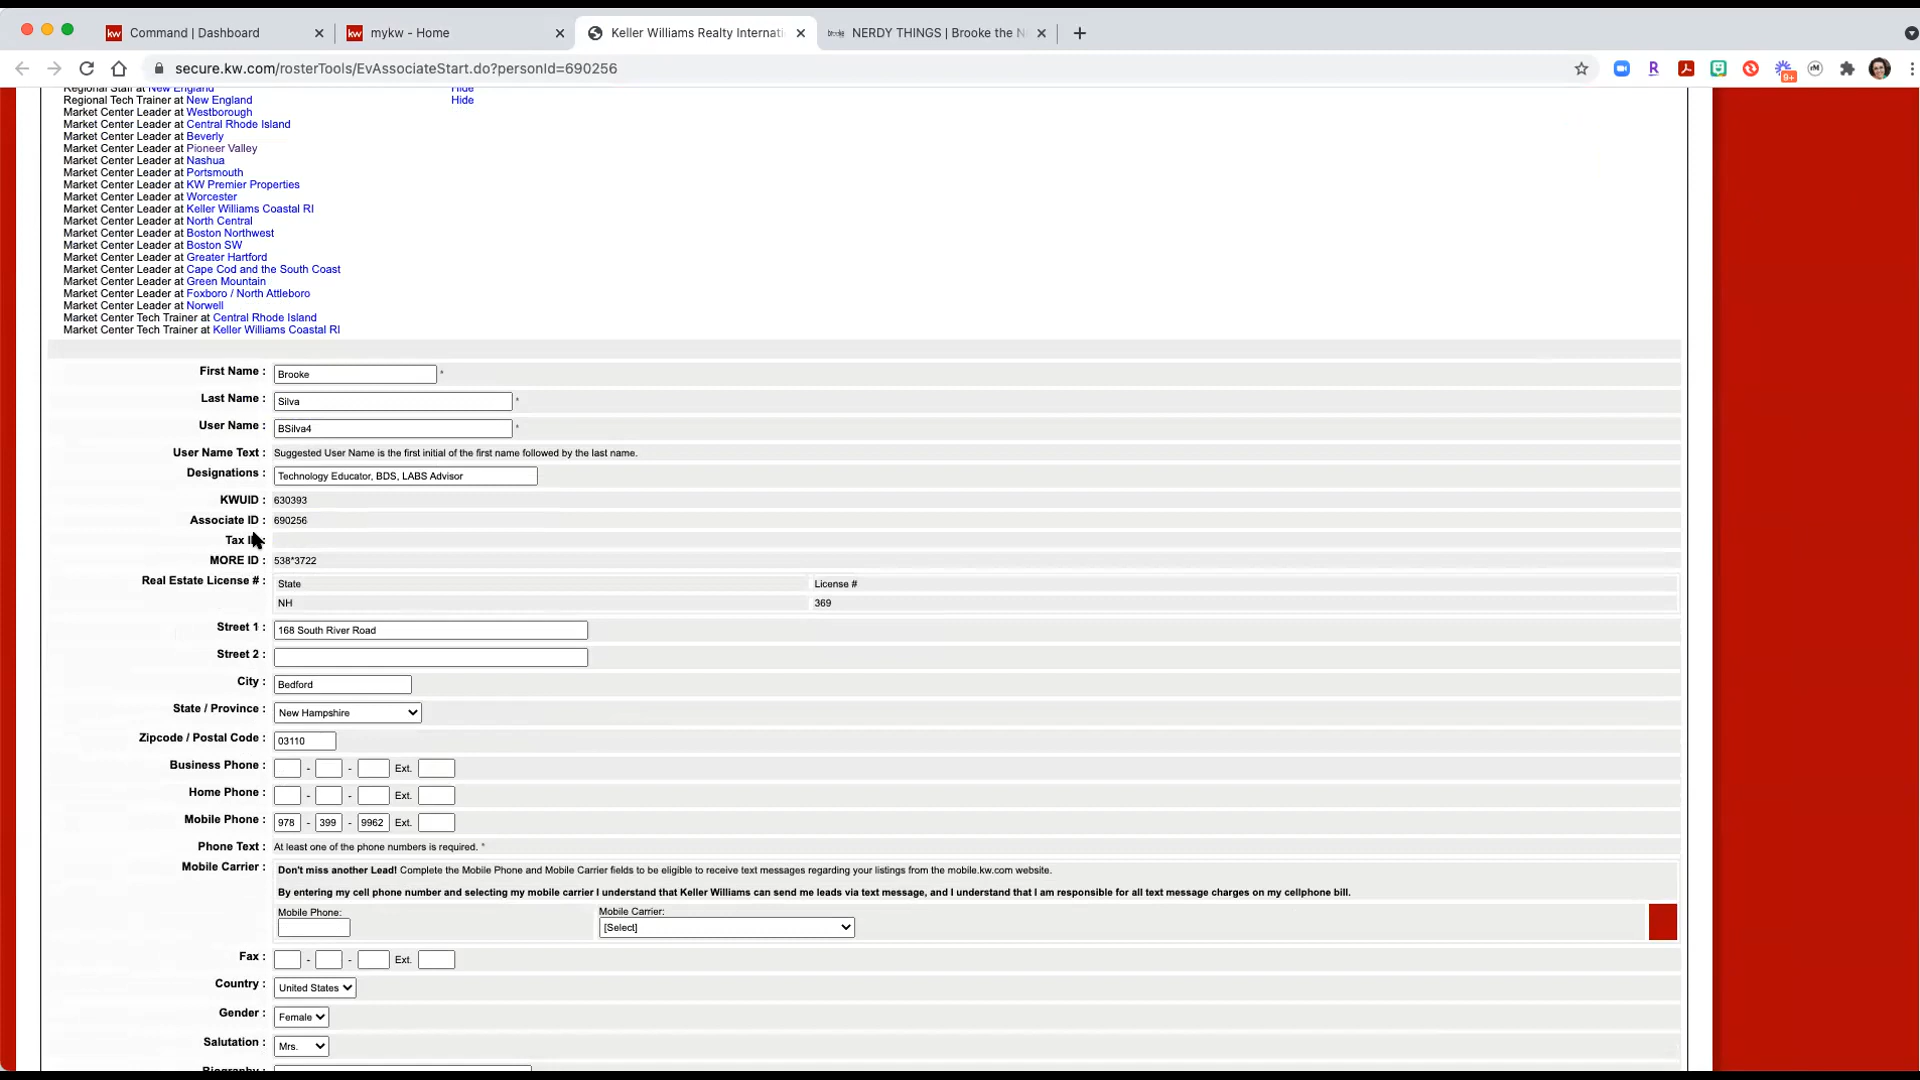 Command | Dashboard
mykw - Home
Keller Williams Realty Internati
NERDY THINGS | Brooke the N
secure.kw.com/rosterTools/EvAssociateStart.do?personId=690256
9+
Regional Staff at New England Hide
Regional Tech Trainer at New England Hide
Market Center Leader at Westborough
Market Center Leader at Central Rhode Island
Market Center Leader at Beverly
Market Center Leader at Pioneer Valley
Market Center Leader at Nashua
Market Center Leader at Portsmouth
Market Center Leader at KW Premier Properties
Market Center Leader at Worcester
Market Center Leader at Keller Williams Coastal RI
Market Center Leader at North Central
Market Center Leader at Boston Northwest
Market Center Leader at Boston SW
Market Center Leader at Greater Hartford
Market Center Leader at Cape Cod and the South Coast
Market Center Leader at Green Mountain
Market Center Leader at Foxboro / North Attleboro
Market Center Leader at Norwell
Market Center Tech Trainer at Central Rhode Island
Market Center Tech Trainer at Keller Williams Coastal RI
First Name : Brooke *
Last Name : Silva *
User Name : BSilva4 *
User Name Text : Suggested User Name is the first initial of the first name followed by the last name.
Designations : Technology Educator, BDS, LABS Advisor
KWUID : 630393
Associate ID : 690256
Tax I :
MORE ID : 538*3722
Real Estate License # : State License #
NH 369
Street 1 : 168 South River Road
Street 2 :
City : Bedford
State / Province : New Hampshire
Zipcode / Postal Code : 03110
Business Phone : - - Ext.
Home Phone : - - Ext.
Mobile Phone : 978 - 399 - 9962 Ext.
Phone Text : At least one of the phone numbers is required. *
Mobile Carrier : Don't miss another Lead! Complete the Mobile Phone and Mobile Carrier fields to be eligible to receive text messages regarding your listings from the mobile.kw.com website.
By entering my cell phone number and selecting my mobile carrier I understand that Keller Williams can send me leads via text message, and I understand that I am responsible for all text message charges on my cellphone bill.
Mobile Phone: Mobile Carrier:
[Select]
Fax : - - Ext.
Country : United States
Gender : Female
Salutation : Mrs.
Biography :